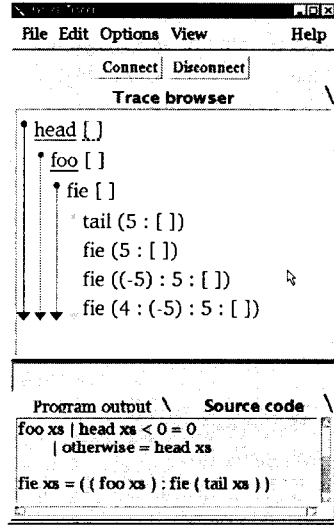 File Edit Options View Help
Connect Disconnect
Trace browser
head [ ]
foo [ ]
fie [ ]
tail (5 : [ ])
fie (5 : [ ])
fie ((-5) : 5 : [ ])
fie (4 : (-5) : 5 : [ ])
Program output \ Source code \
foo xs | head xs < 0 = 0
| otherwise = head xs
fie xs = ( ( foo xs ) : fie ( tail xs ) )